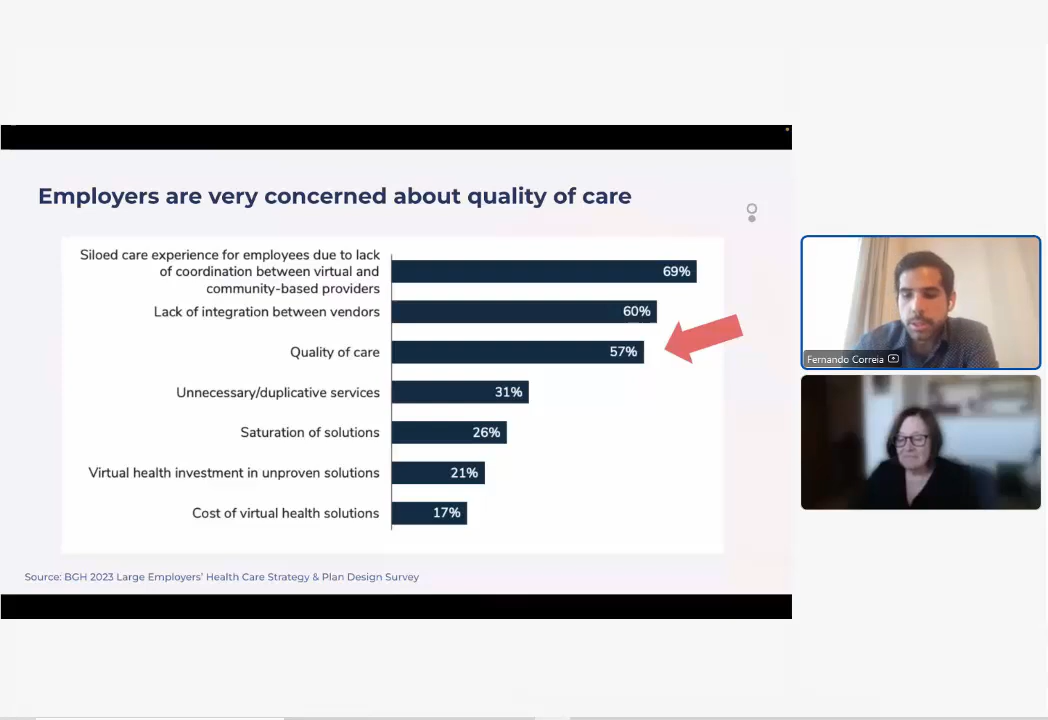 Employers are very concerned about quality of care
Siloed care experience for employees due to lack
of coordination between virtual and
community-based providers
69%
Lack of integration between vendors
60%
Quality of care
57%
Unnecessary/duplicative services
31%
Saturation of solutions
26%
Virtual health investment in unproven solutions
21%
Cost of virtual health solutions
17%
Source: BGH 2023 Large Employers' Health Care Strategy & Plan Design Survey
Fernando Correia